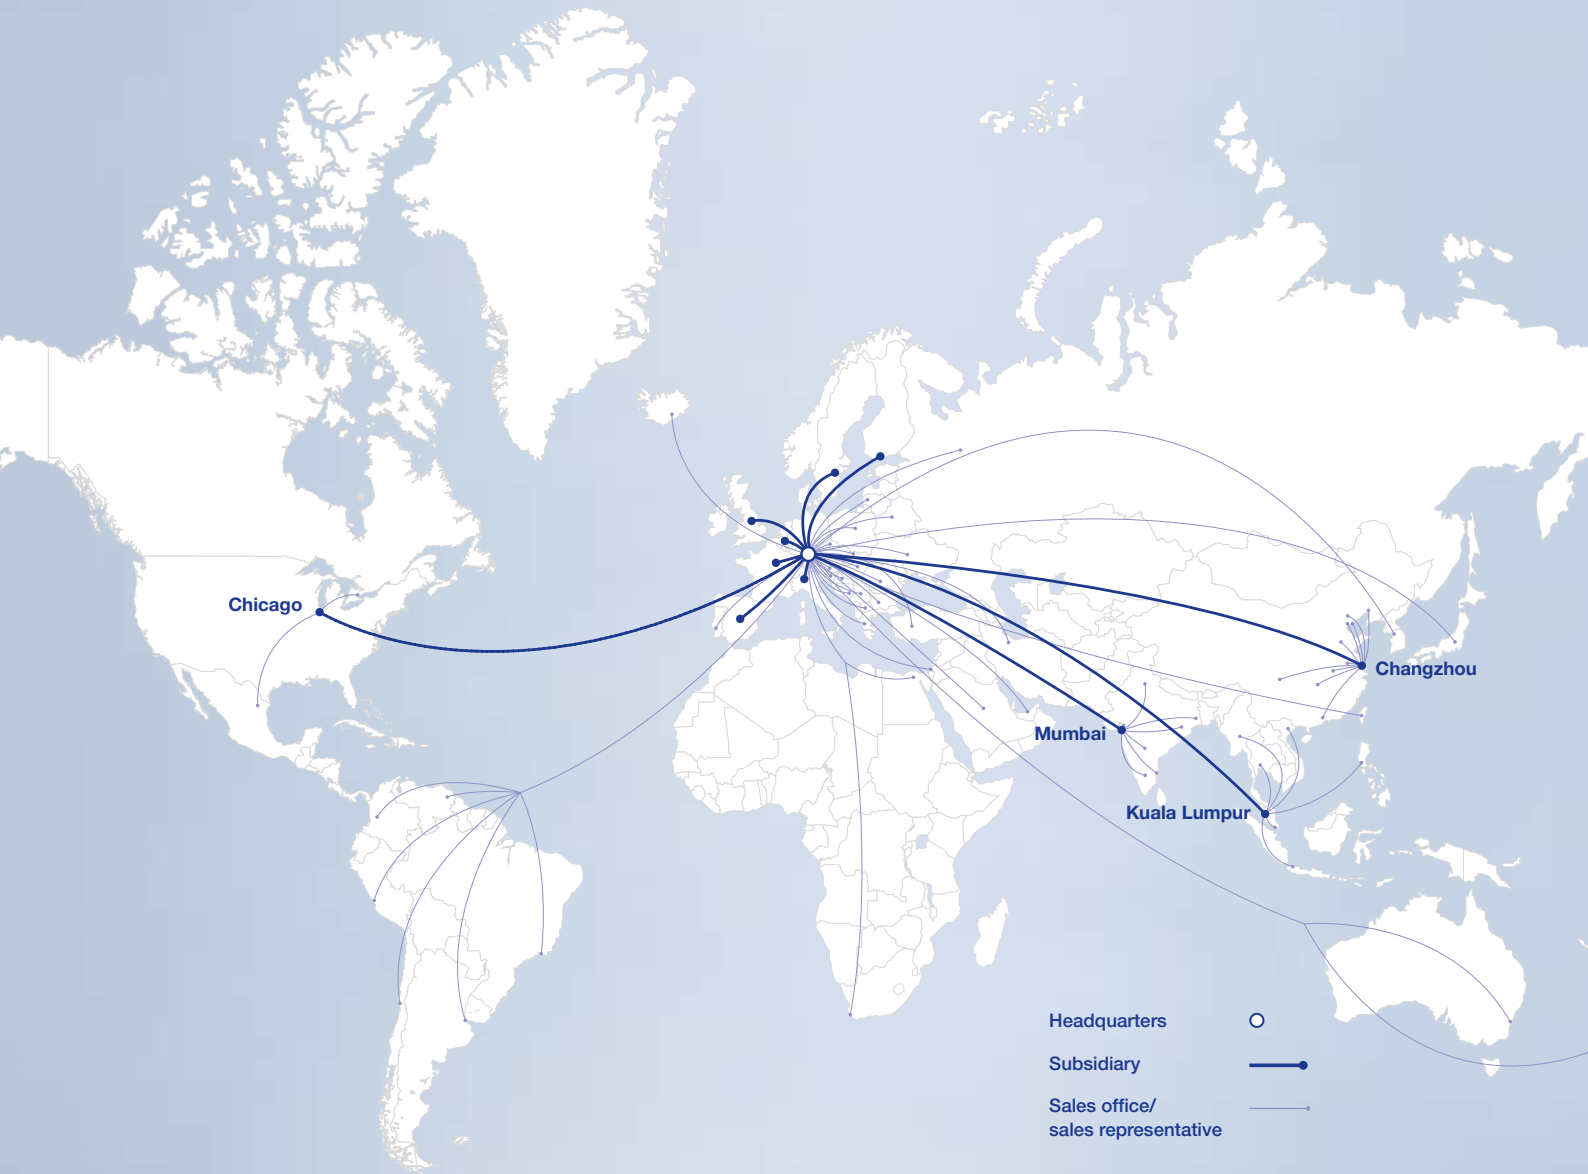 Chicago
Changzhou
Mumbai
Kuala Lumpur
Headquarters
Subsidiary
Sales office/
sales representative